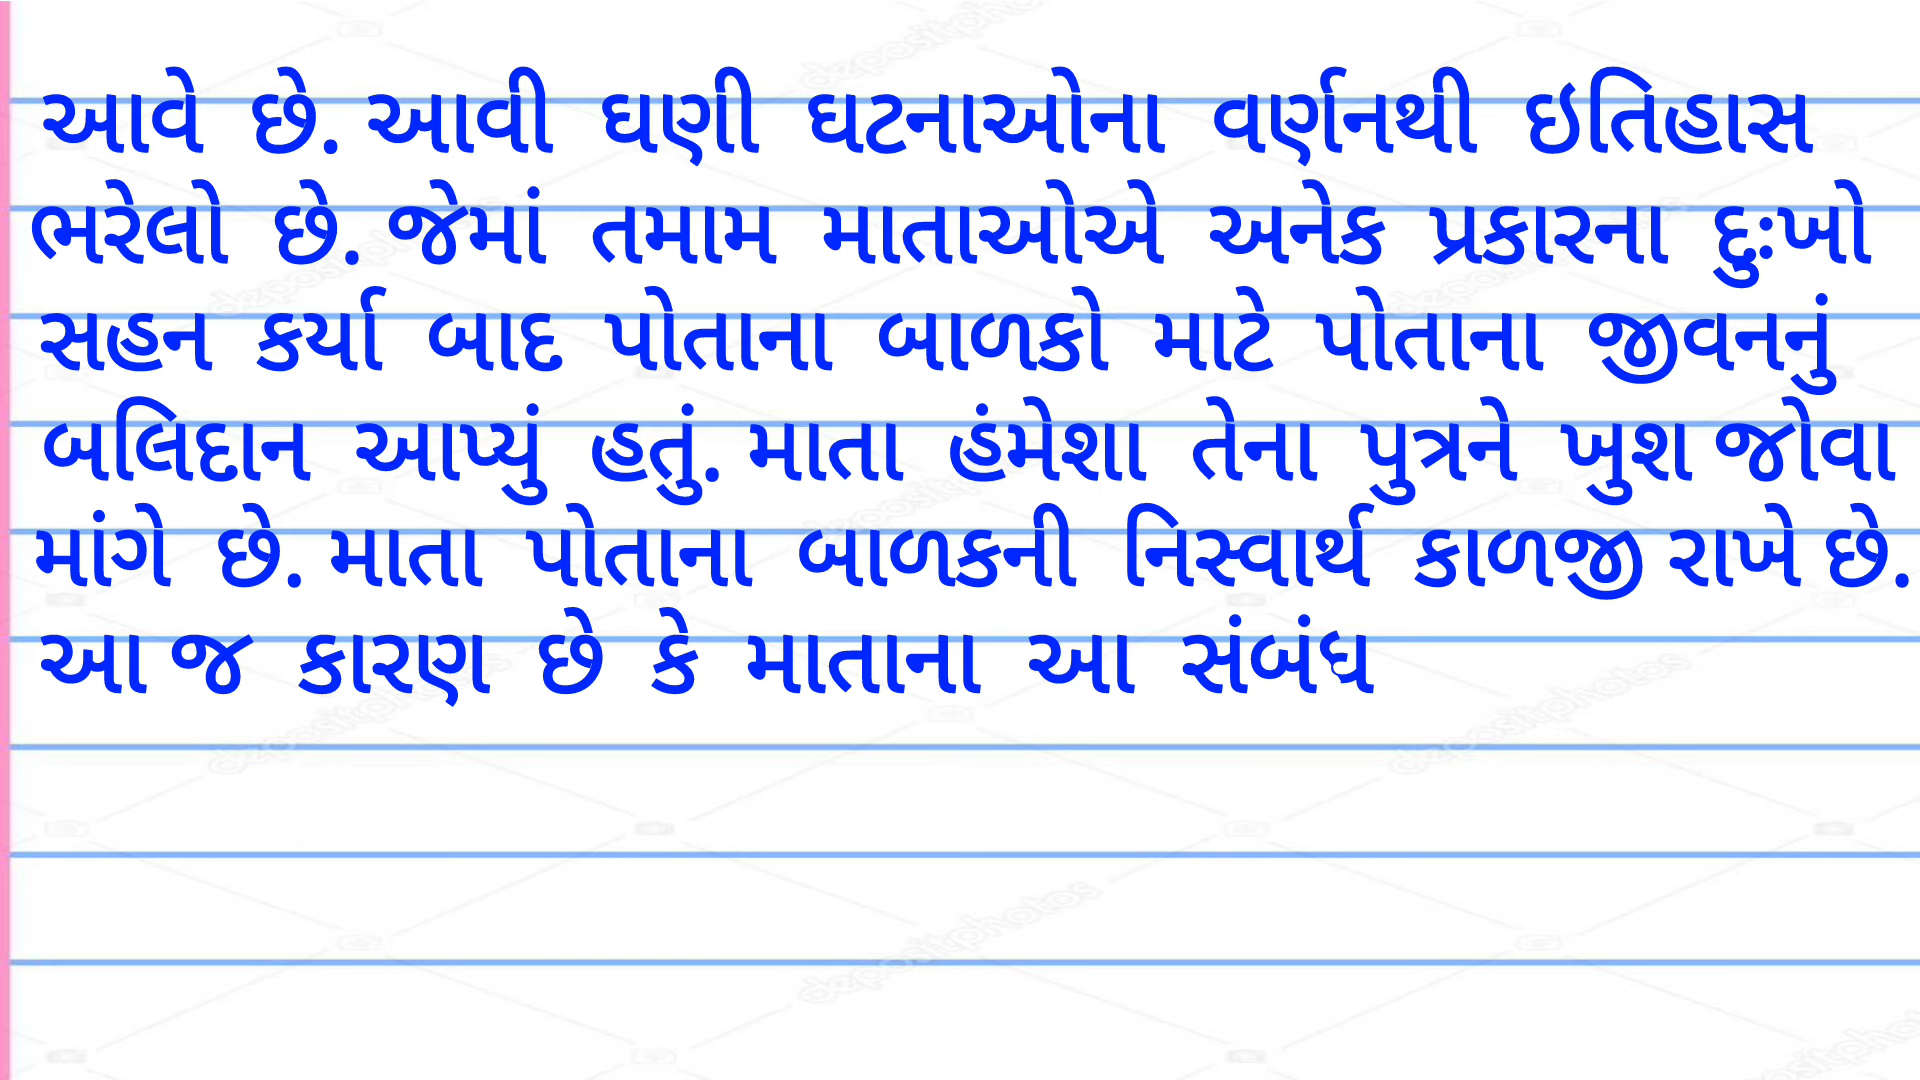 આવે છે. આવી ઘણી ઘટનાઓના વર્ણનથી ઇતિહાસ
ભરેલો છે. જેમાં તમામ માતાઓએ અનેક પ્રકારના દુઃખો
સહન કર્યા બાદ પોતાના બાળકો માટે પોતાના જીવનનું
બલિદાન આપ્યું હતું. માતા હંમેશા તેના પુત્રને ખુશ જોવા
માંગે છે. માતા પોતાના બાળકની નિસ્વાર્થ કાળજી રાખે છે.
આ જ કારણ છે કે માતાના આ સંબંધ